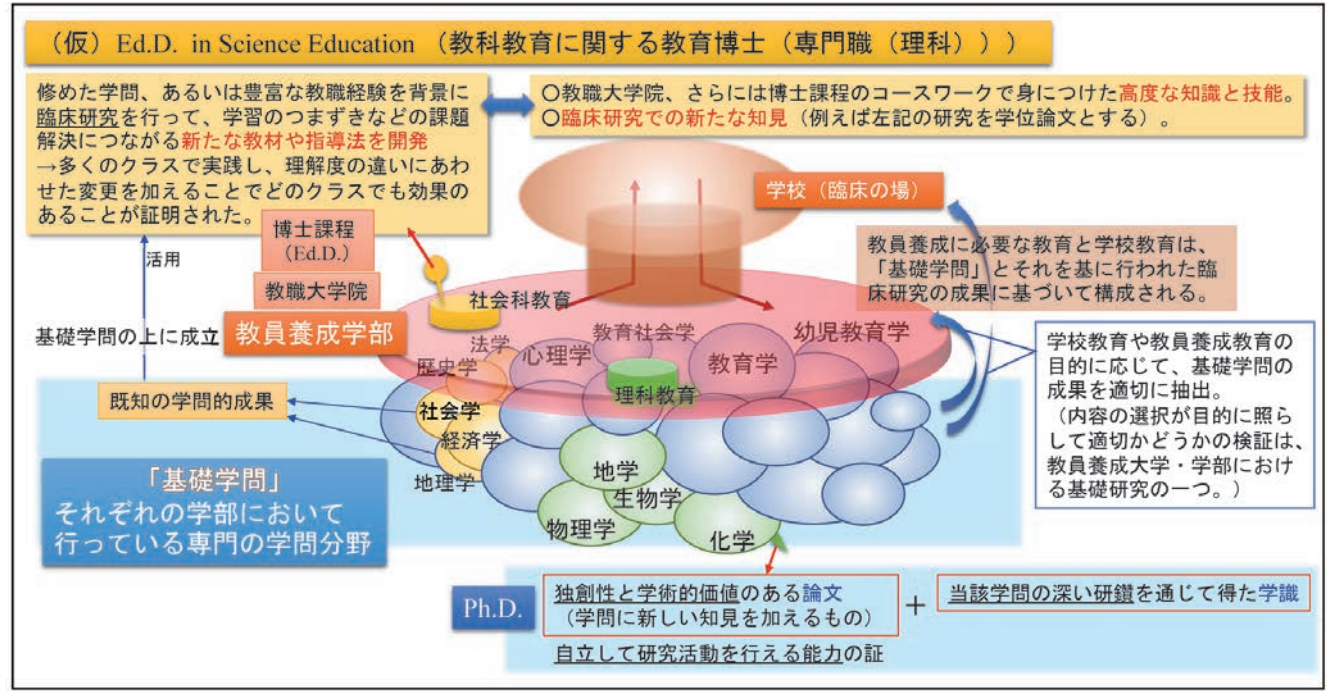 (仮) Ed.D. in Science Education (教科教育に関する教育博士(専門職(理科)))
修めた学問、あるいは豊富な教職経験を背景に
臨床研究を行って、学習のつまずきなどの課題
解決につながる新たな教材や指導法を開発
→多くのクラスで実践し、理解度の違いにあわ
せた変更を加えることでどのクラスでも効果の
あることが証明された。
○教職大学院、さらには博士課程のコースワークで身につけた高度な知識と技能。
○臨床研究での新たな知見(例えば左記の研究を学位論文とする)。
学校(臨床の場)
博士課程
(Ed.D.)
教職大学院
教員養成学部
活用
基礎学問の上に成立
既知の学問的成果
教員養成に必要な教育と学校教育は、
「基礎学問」とそれを基に行われた臨
床研究の成果に基づいて構成される。
社会科教育
法学
歴史学
心理学
教育社会学
教育学
幼児教育学
理科教育
社会学
経済学
地理学
地学
生物学
物理学
化学
学校教育や教員養成教育の
目的に応じて、基礎学問の
成果を適切に抽出。
(内容の選択が目的に照ら
して適切かどうかの検証は、
教員養成大学・学部におけ
る基礎研究の一つ。)
「基礎学問」
それぞれの学部において
行っている専門の学問分野
Ph.D.
独創性と学術的価値のある論文
(学問に新しい知見を加えるもの)
+
当該学問の深い研鑽を通じて得た学識
自立して研究活動を行える能力の証